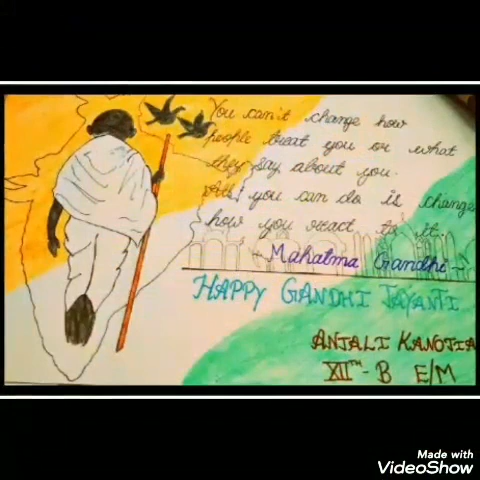 You can't change how
people treat you or what
they say about you.
All you can do is change
how you react to it.
- Mahatma Gandhi -
HAPPY GANDHI JAYANTI
ANJALI KANOTIA
XIIth - B E/M
Made with
VideoShow